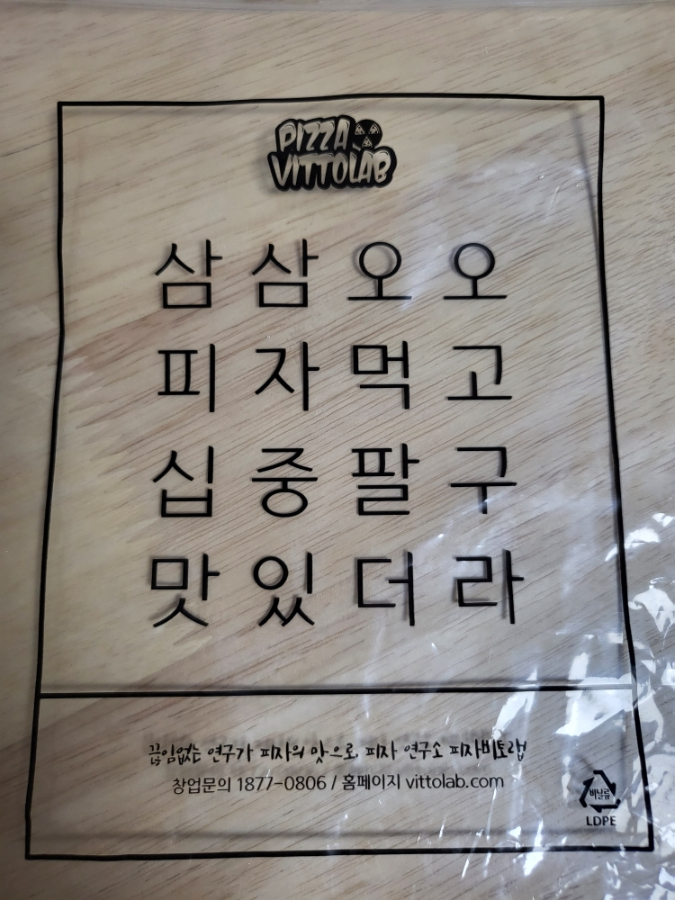 PIZZA
VITTOLAB
삼삼오오
피자먹고
십중팔구
맛있더라
끊임없는 연구가 피자의 맛으로, 피자 연구소 피자비토랩
창업문의 1877-0806 / 홈페이지 vittolab.com
비닐류
LDPE